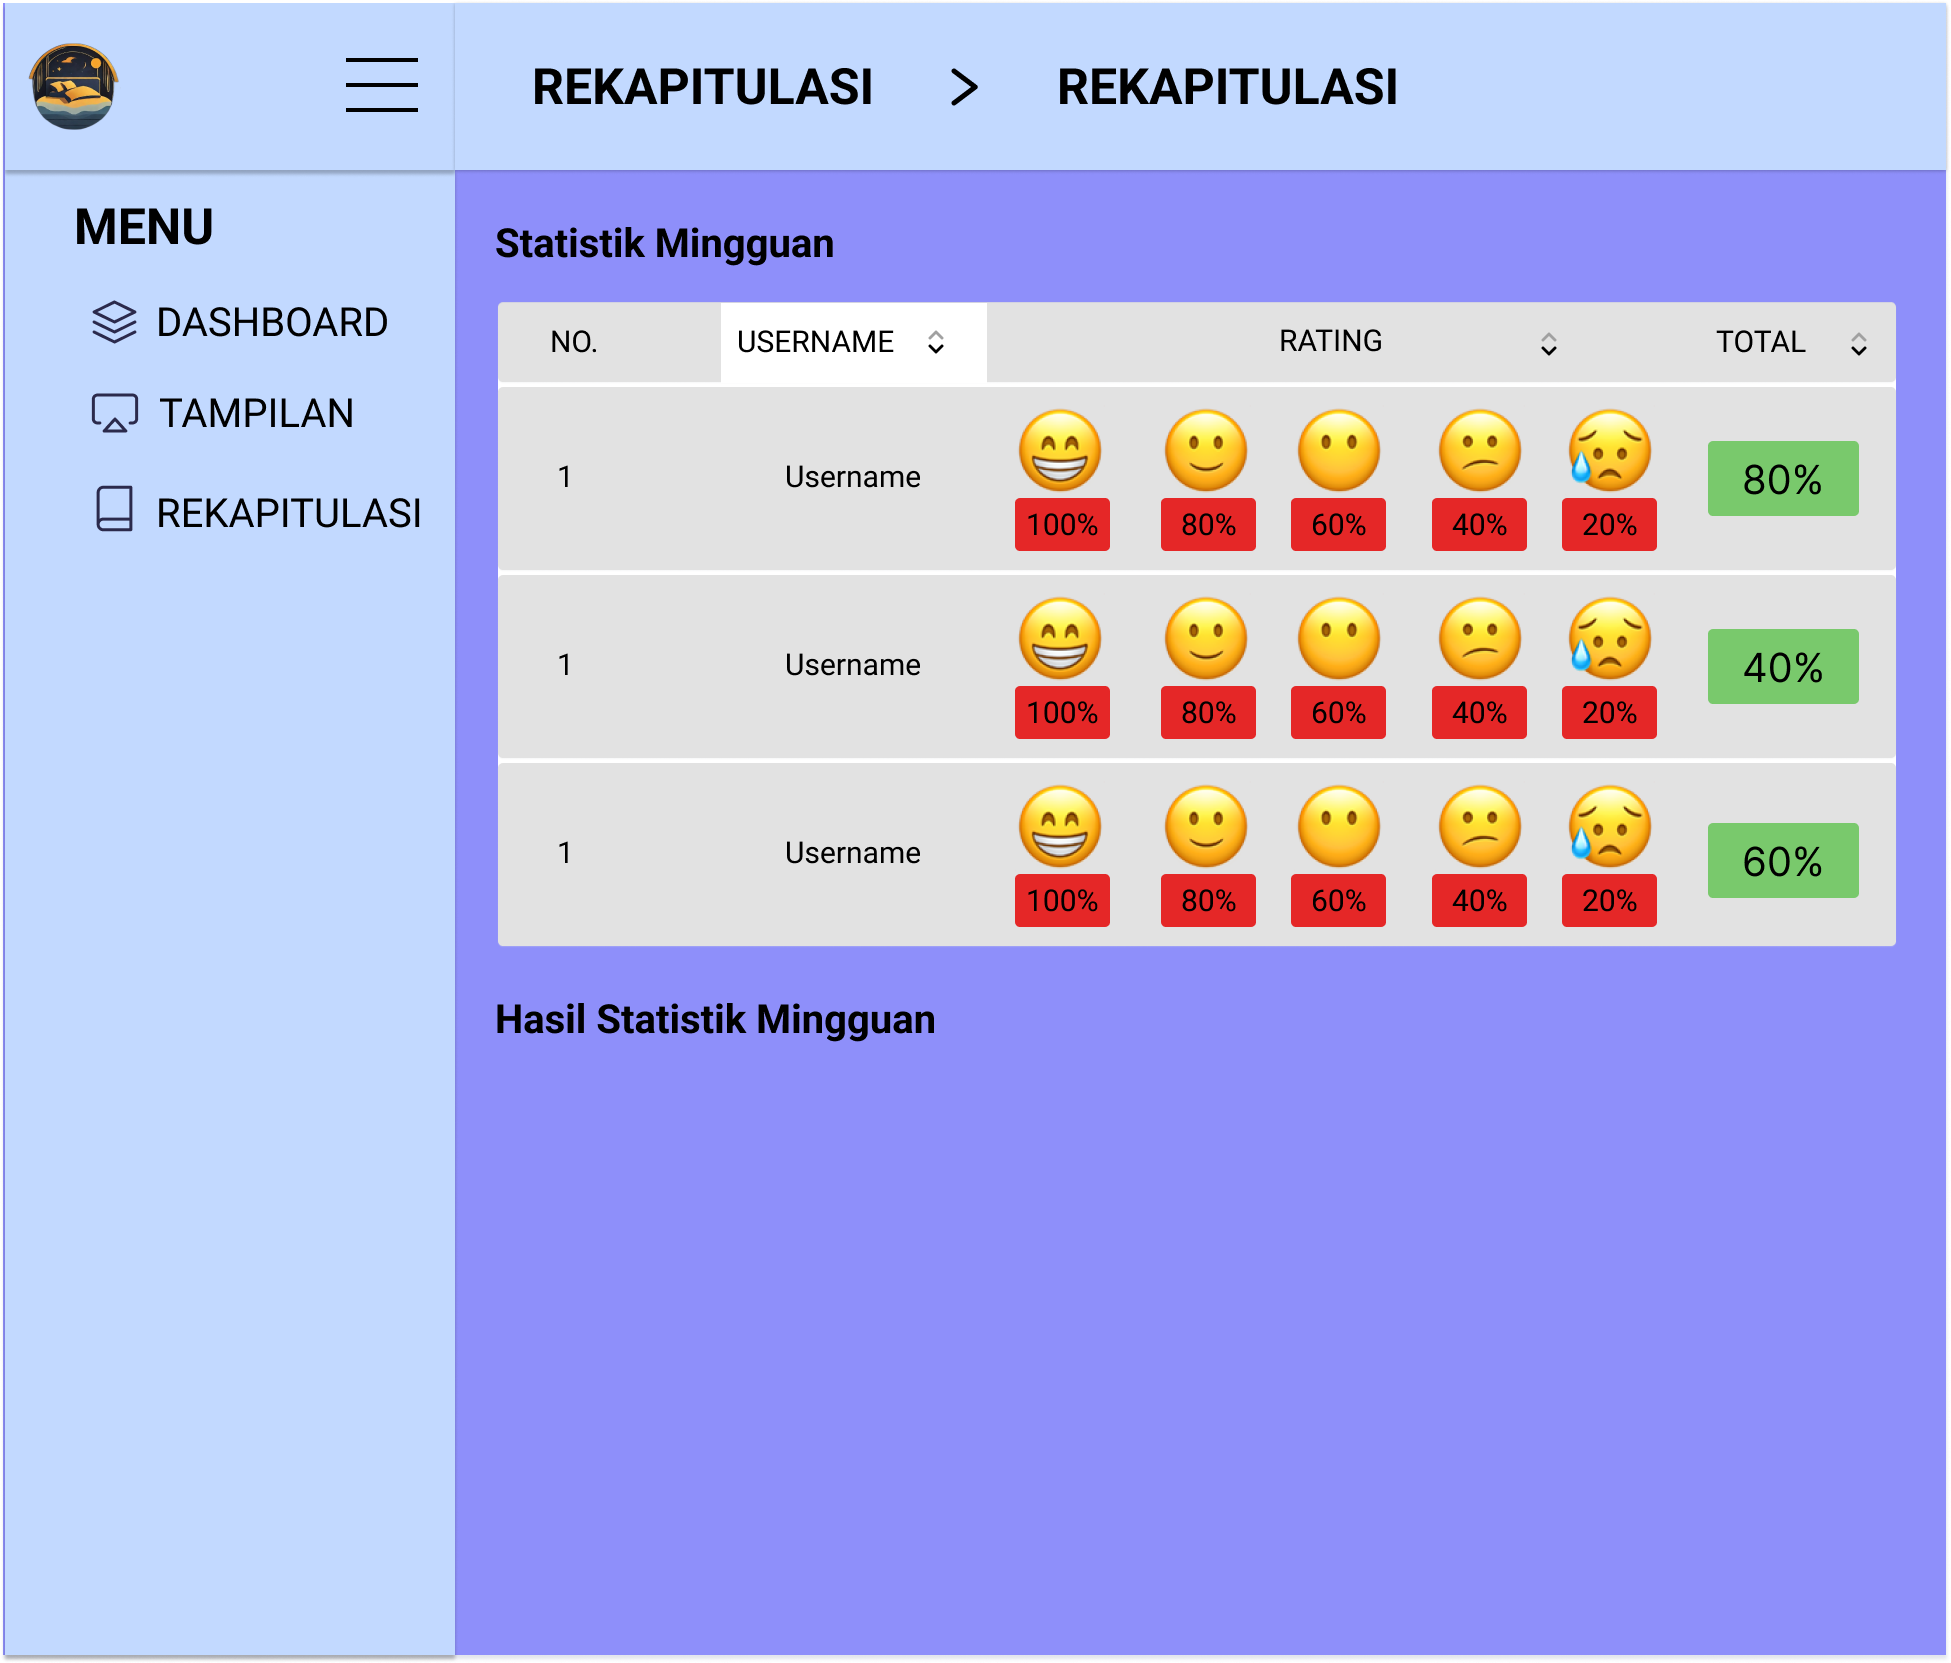 REKAPITULASI > REKAPITULASI
MENU
DASHBOARD
TAMPILAN
REKAPITULASI
Statistik Mingguan
NO. USERNAME RATING TOTAL
1 Username 100% 80% 60% 40% 20% 80%
1 Username 100% 80% 60% 40% 20% 40%
1 Username 100% 80% 60% 40% 20% 60%
Hasil Statistik Mingguan